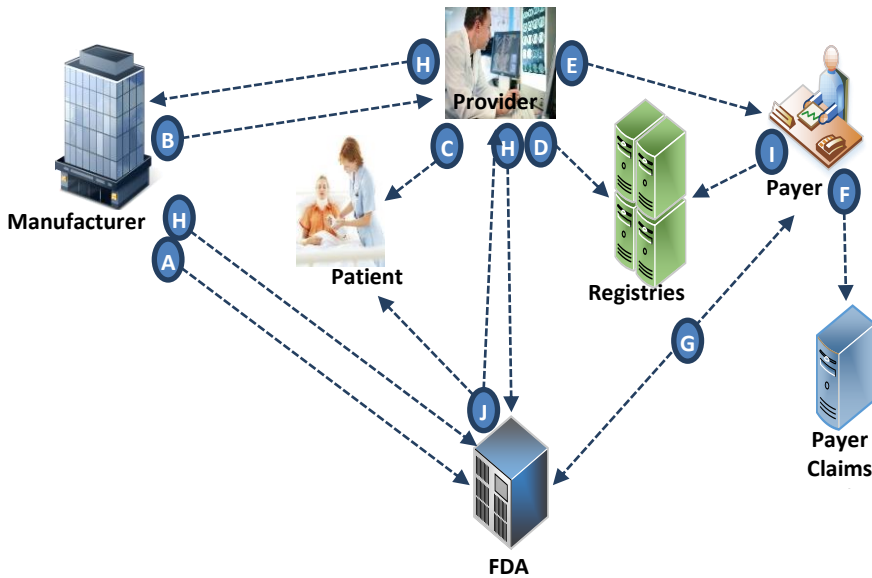 H
E
Provider
B
C
H
D
I
Payer
F
Manufacturer
H
A
Patient
Registries
G
J
Payer
Claims
FDA